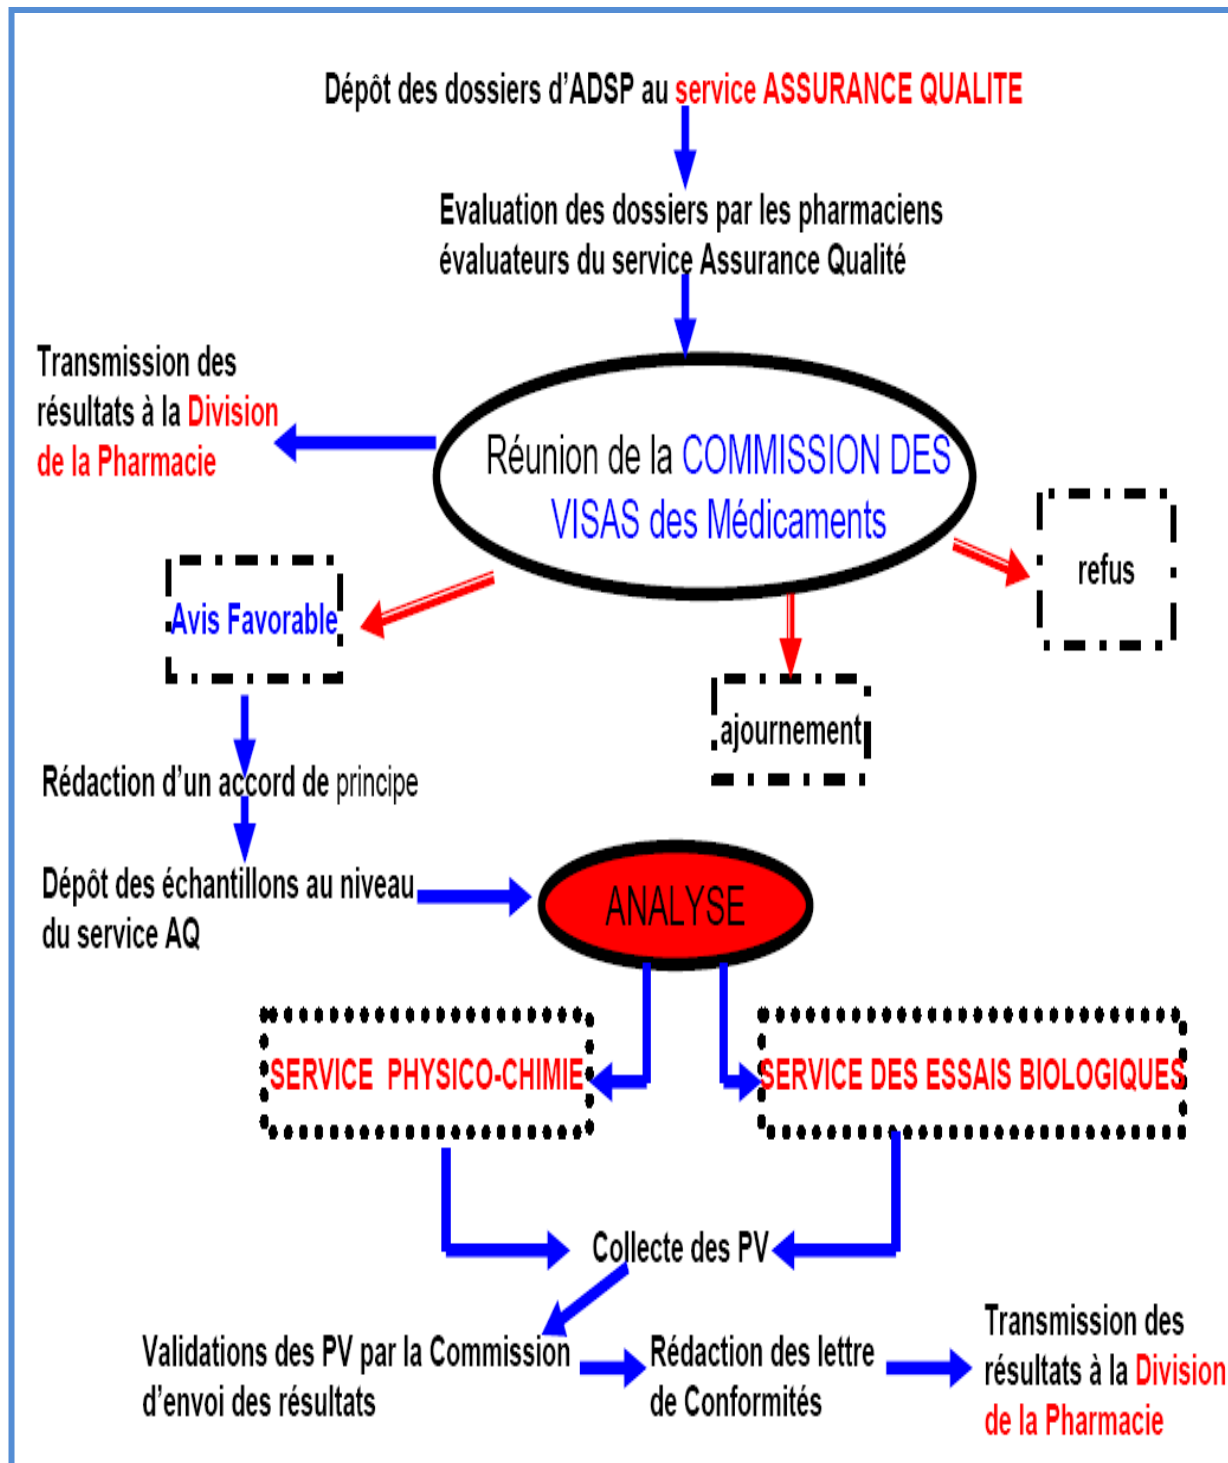 Dépôt des dossiers d'ADSP au service ASSURANCE QUALITE
Evaluation des dossiers par les pharmaciens
évaluateurs du service Assurance Qualité
Transmission des
résultats à la Division
de la Pharmacie
Réunion de la COMMISSION DES
VISAS des Médicaments
refus
Avis Favorable
ajournement
Rédaction d'un accord de principe
Dépôt des échantillons au niveau
du service AQ
ANALYSE
SERVICE PHYSICO-CHIMIE
SERVICE DES ESSAIS BIOLOGIQUES
Collecte des PV
Validations des PV par la Commission
d'envoi des résultats
Rédaction des lettre
de Conformités
Transmission des
résultats à la Division
de la Pharmacie